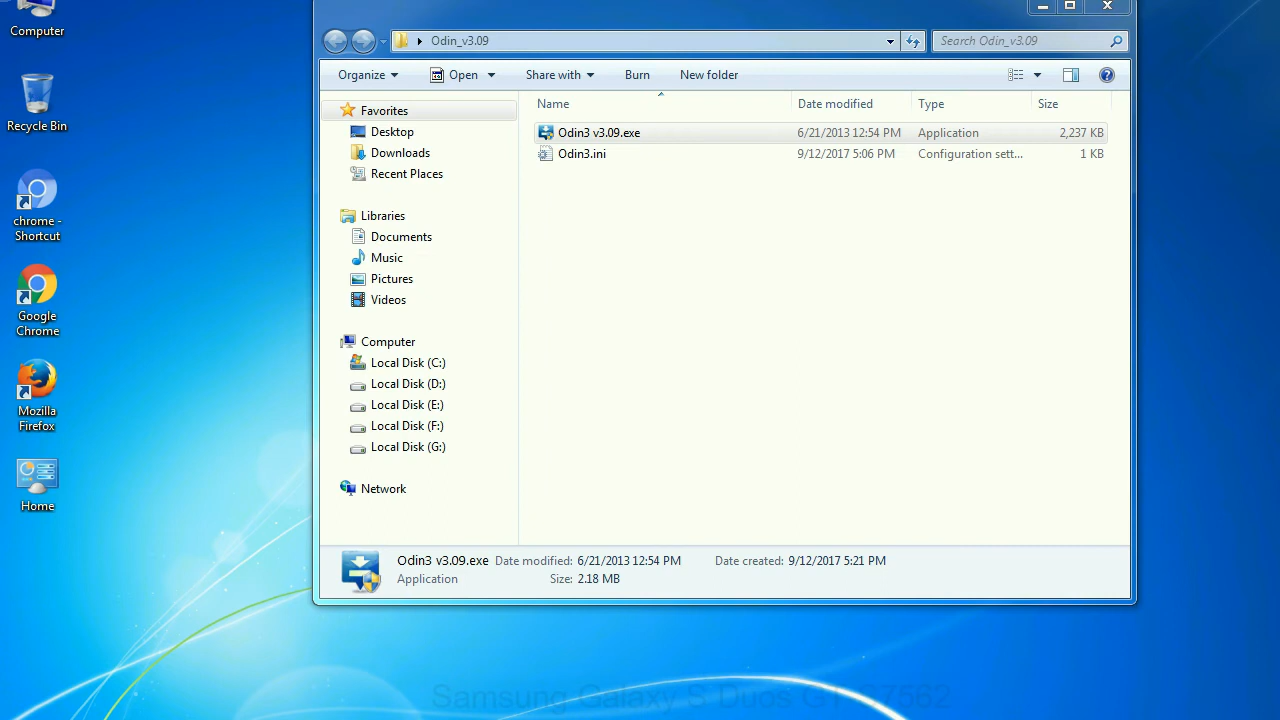 Computer
Recycle Bin
chrome -
Shortcut
Google
Chrome
Mozilla
Firefox
Home
Odin_v3.09
Search Odin_v3.09
Organize
Open
Share with
Burn
New folder
Name
Date modified
Type
Size
Odin3 v3.09.exe
6/21/2013 12:54 PM
Application
2,237 KB
Odin3.ini
9/12/2017 5:06 PM
Configuration sett...
1 KB
Favorites
Desktop
Downloads
Recent Places
Libraries
Documents
Music
Pictures
Videos
Computer
Local Disk (C:)
Local Disk (D:)
Local Disk (E:)
Local Disk (F:)
Local Disk (G:)
Network
Odin3 v3.09.exe
Date modified: 6/21/2013 12:54 PM
Date created: 9/12/2017 5:21 PM
Application
Size: 2.18 MB
Samsung Galaxy S Duos